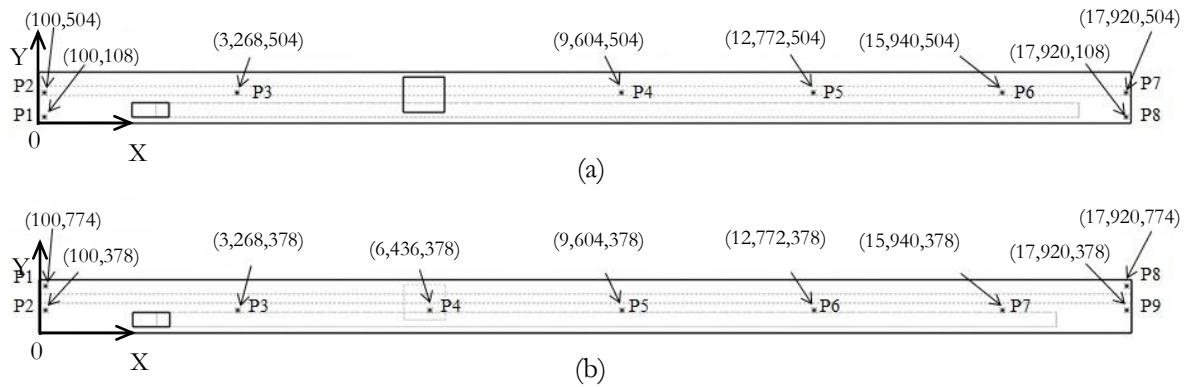 (100,504)
(17,920,504)
(3,268,504)
(9,604,504)
(12,772,504)
(15,940,504)
Y
(100,108)
(17,920,108)
P2
P3
P4
P5
P6
P7
P1
P8
0
X
(a)
(100,774)
(17,920,774)
(100,378)
(3,268,378)
(6,436,378)
(9,604,378)
(12,772,378)
(15,940,378)
(17,920,378)
Y
P1
P8
P2
P3
P4
P5
P6
P7
P9
0
X
(b)